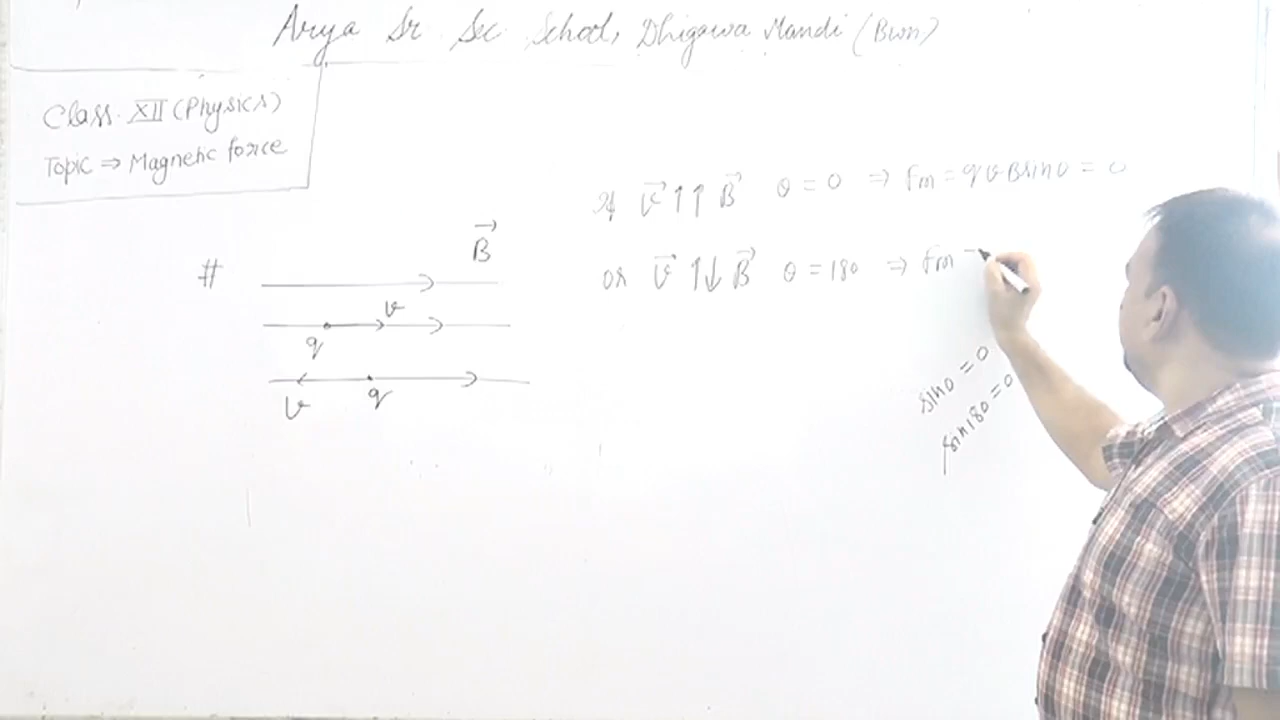 Arya Sr Sec School, Dhigawa Mandi (Bwn)
Class. XII (Physics)
Topic ⇒ Magnetic force
# B⃗
v
q
v q
If v⃗ ↑↑ B⃗ θ = 0 ⇒ Fm = qvBsin0 = 0
or v⃗ ↑↓ B⃗ θ = 180 ⇒ Fm =
sin0 = 0
sin180 = 0